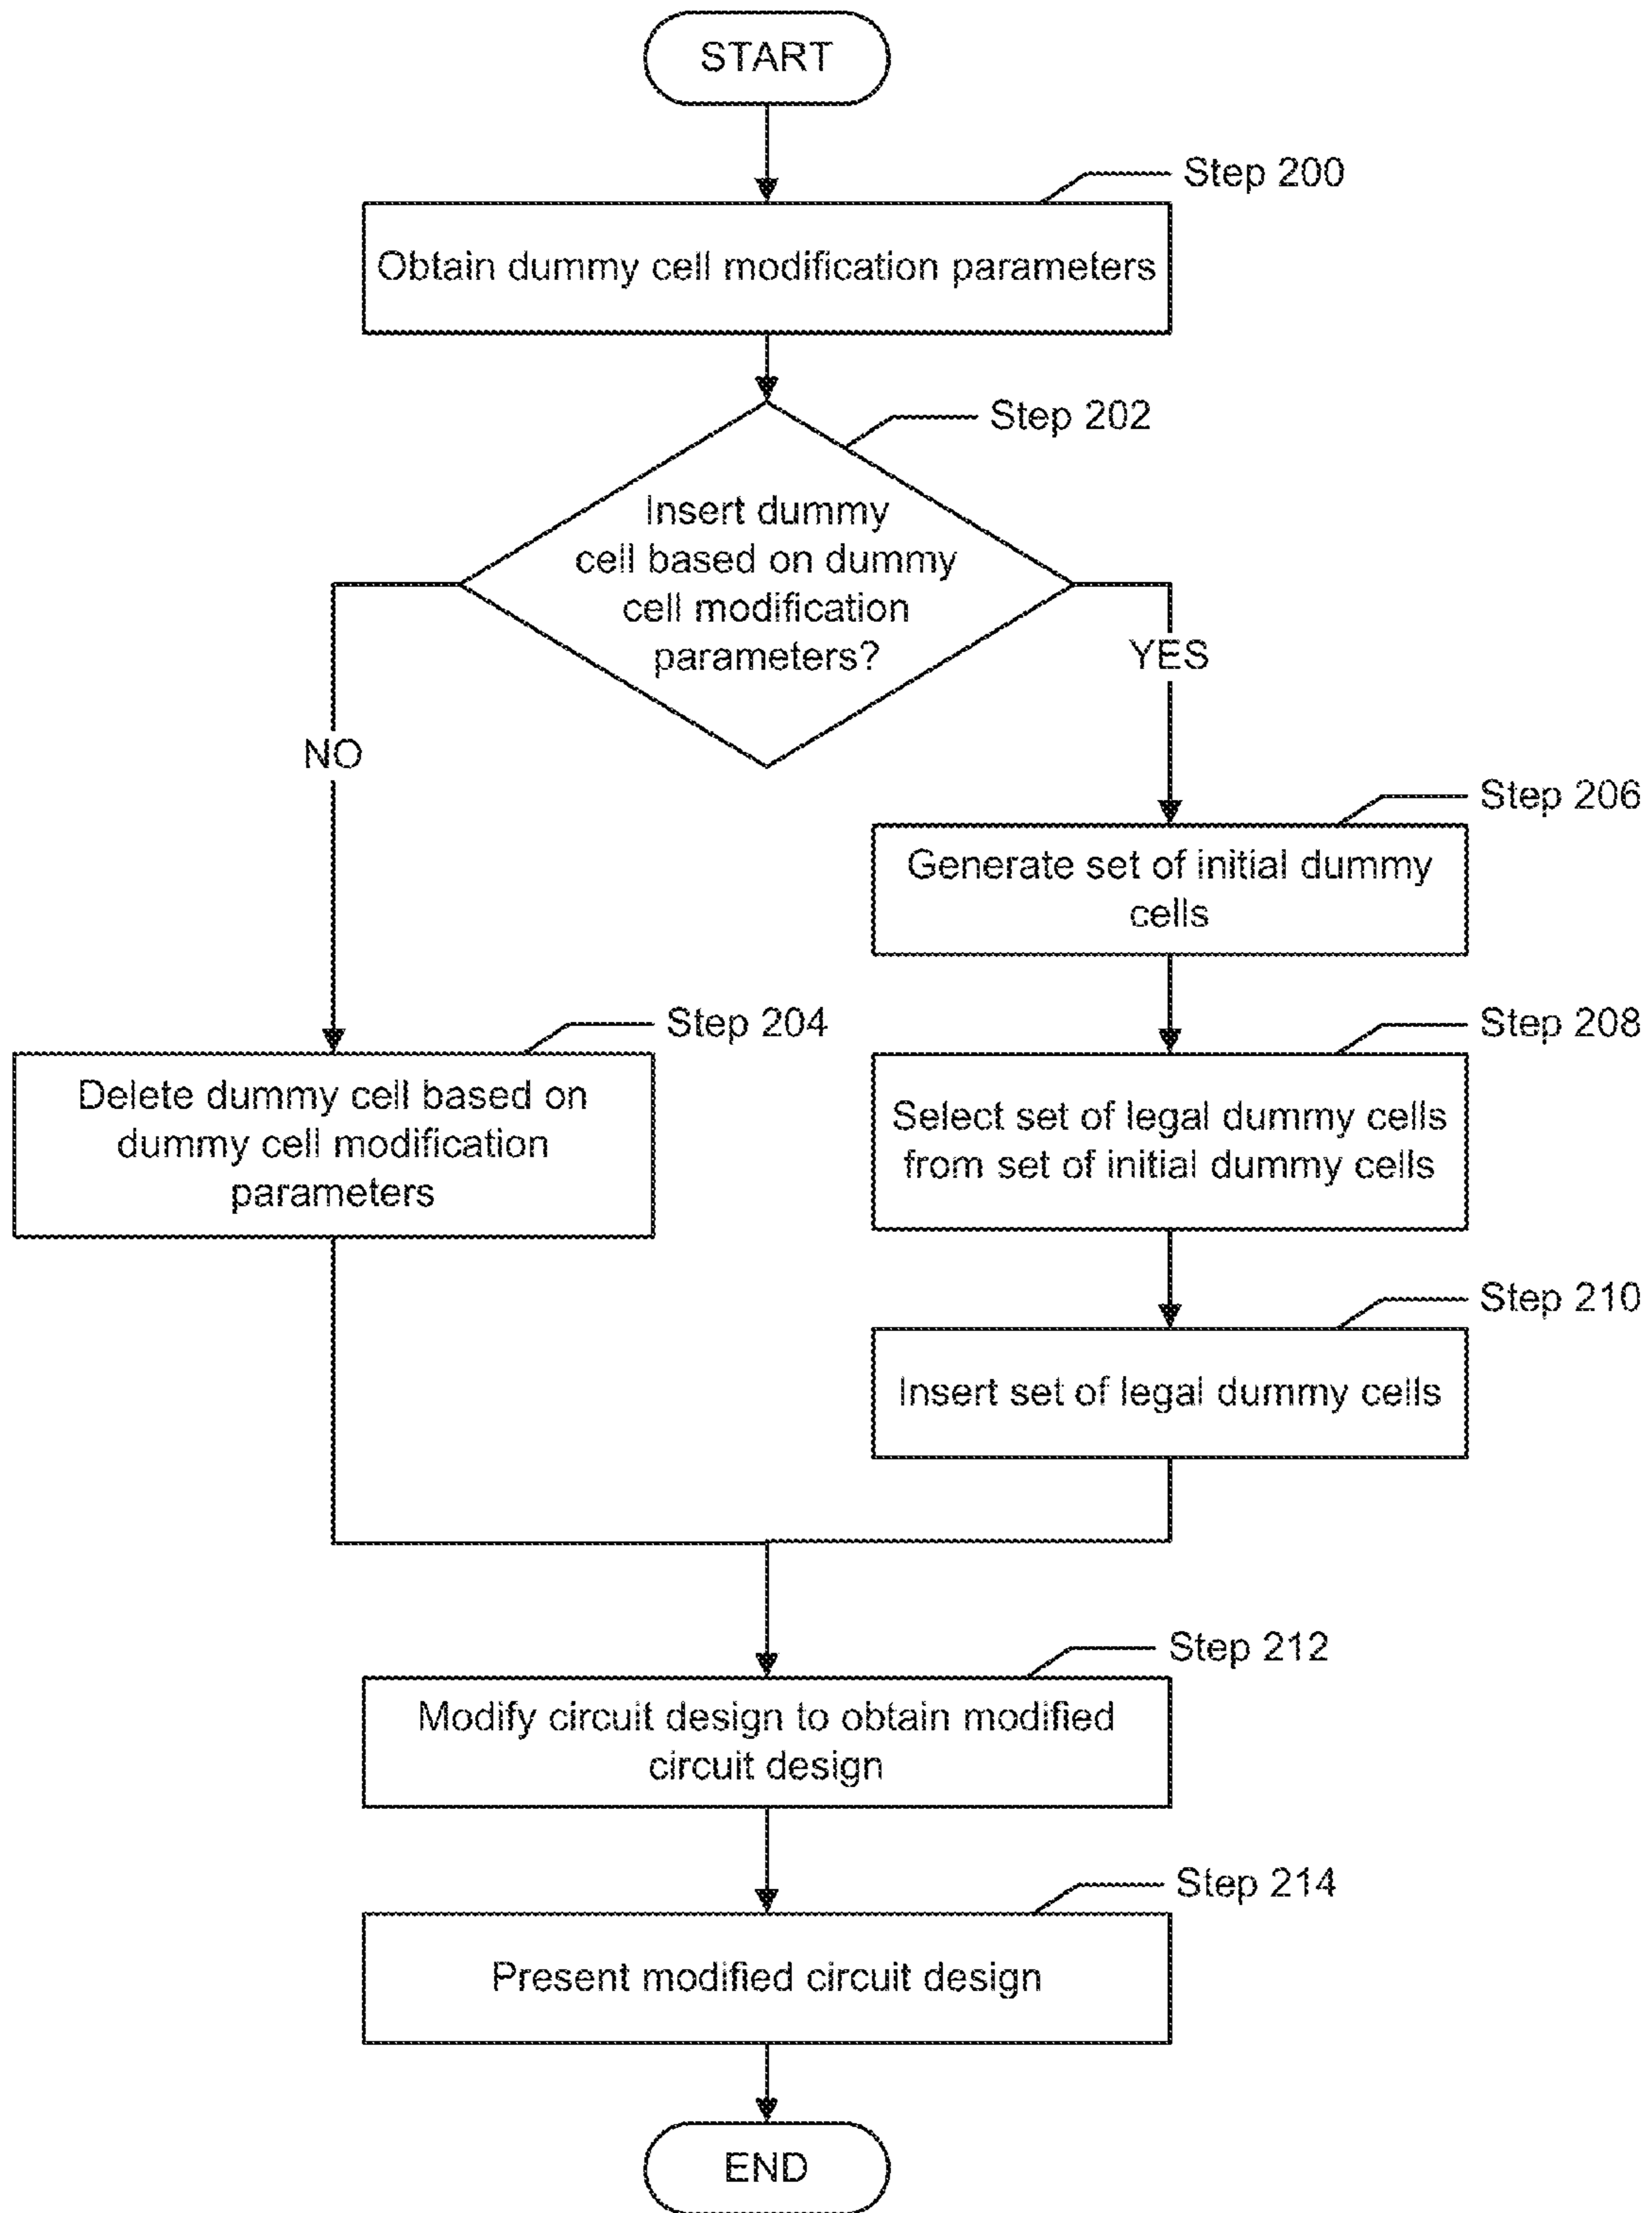 START
Step 200
Obtain dummy cell modification parameters
Step 202
Insert dummy
cell based on dummy
cell modification
parameters?
YES
NO
Step 206
Generate set of initial dummy
cells
Step 204
Delete dummy cell based on
dummy cell modification
parameters
Step 208
Select set of legal dummy cells
from set of initial dummy cells
Step 210
Insert set of legal dummy cells
Step 212
Modify circuit design to obtain modified
circuit design
Step 214
Present modified circuit design
END